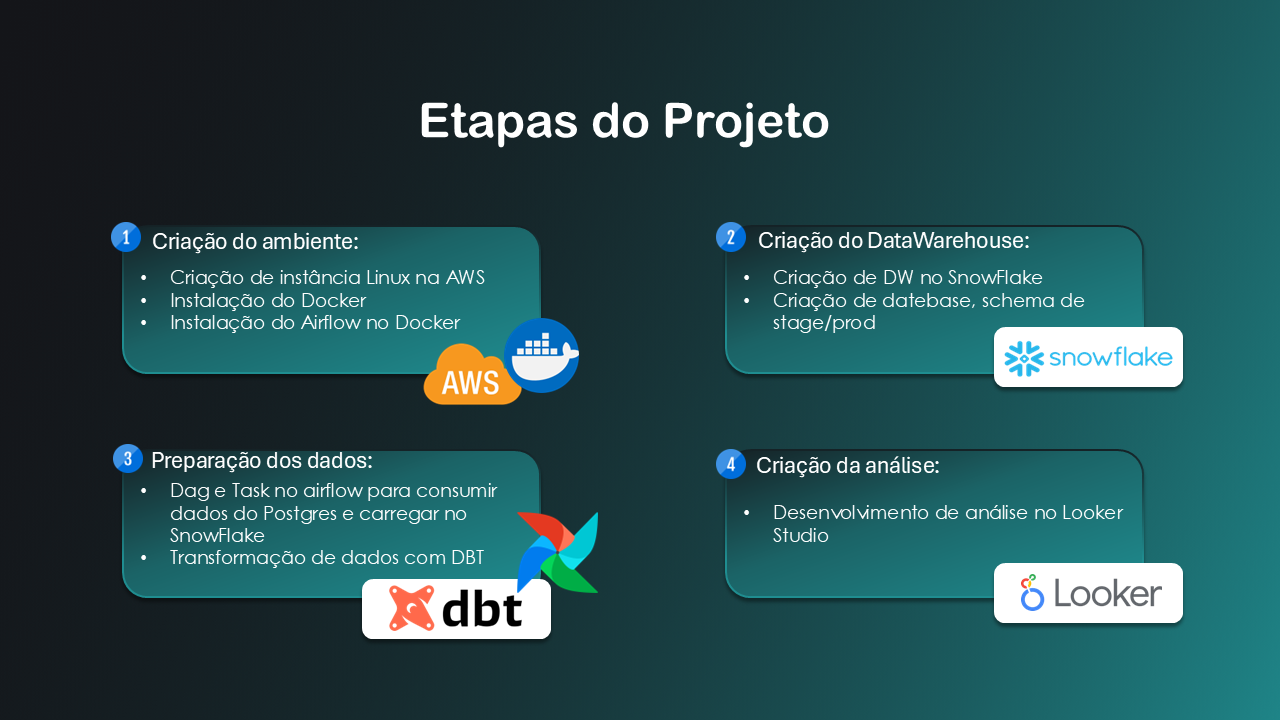 Etapas do Projeto
1 Criação do ambiente:
• Criação de instância Linux na AWS
• Instalação do Docker
• Instalação do Airflow no Docker
AWS
2 Criação do DataWarehouse:
• Criação de DW no SnowFlake
• Criação de datebase, schema de
stage/prod
snowflake
3 Preparação dos dados:
• Dag e Task no airflow para consumir
dados do Postgres e carregar no
SnowFlake
• Transformação de dados com DBT
dbt
4 Criação da análise:
• Desenvolvimento de análise no Looker
Studio
Looker